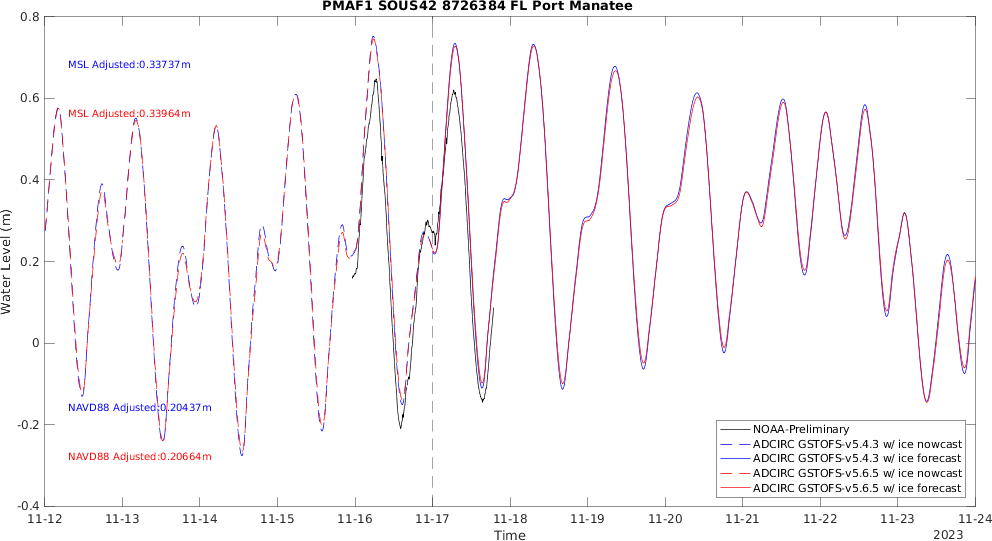 PMAF1 SOUS42 8726384 FL Port Manatee
0.8
0.6
0.4
0.2
0
-0.2
-0.4
Water Level (m)
MSL Adjusted:0.33737m
MSL Adjusted:0.33964m
NAVD88 Adjusted:0.20437m
NAVD88 Adjusted:0.20664m
NOAA-Preliminary
ADCIRC GSTOFS-v5.4.3 w/ ice nowcast
ADCIRC GSTOFS-v5.4.3 w/ ice forecast
ADCIRC GSTOFS-v5.6.5 w/ ice nowcast
ADCIRC GSTOFS-v5.6.5 w/ ice forecast
11-12 11-13 11-14 11-15 11-16 11-17 11-18 11-19 11-20 11-21 11-22 11-23 11-24
Time
2023